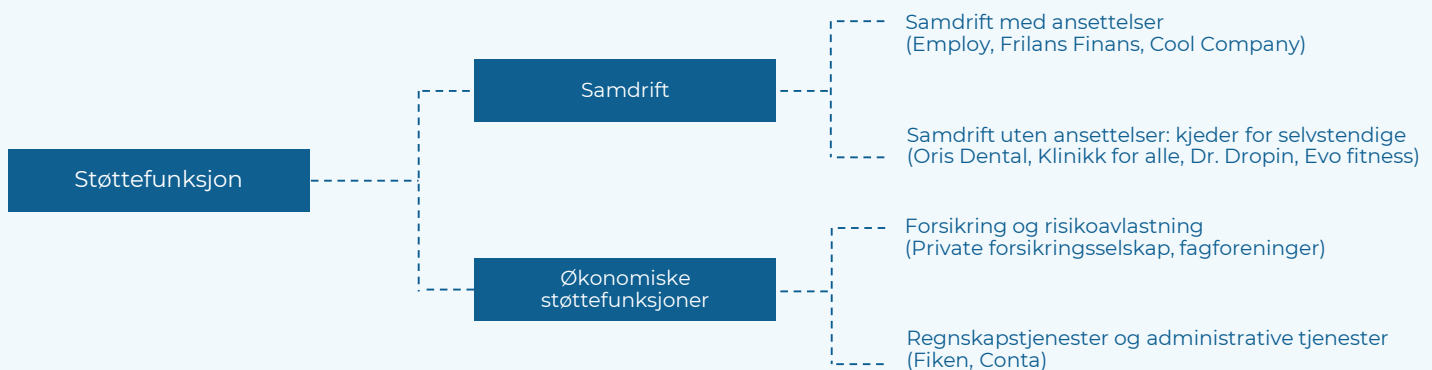 Støttefunksjon
Samdrift
Samdrift med ansettelser
(Employ, Frilans Finans, Cool Company)
Samdrift uten ansettelser: kjeder for selvstendige
(Oris Dental, Klinikk for alle, Dr. Dropin, Evo fitness)
Økonomiske
støttefunksjoner
Forsikring og risikoavlastning
(Private forsikringsselskap, fagforeninger)
Regnskapstjenester og administrative tjenester
(Fiken, Conta)